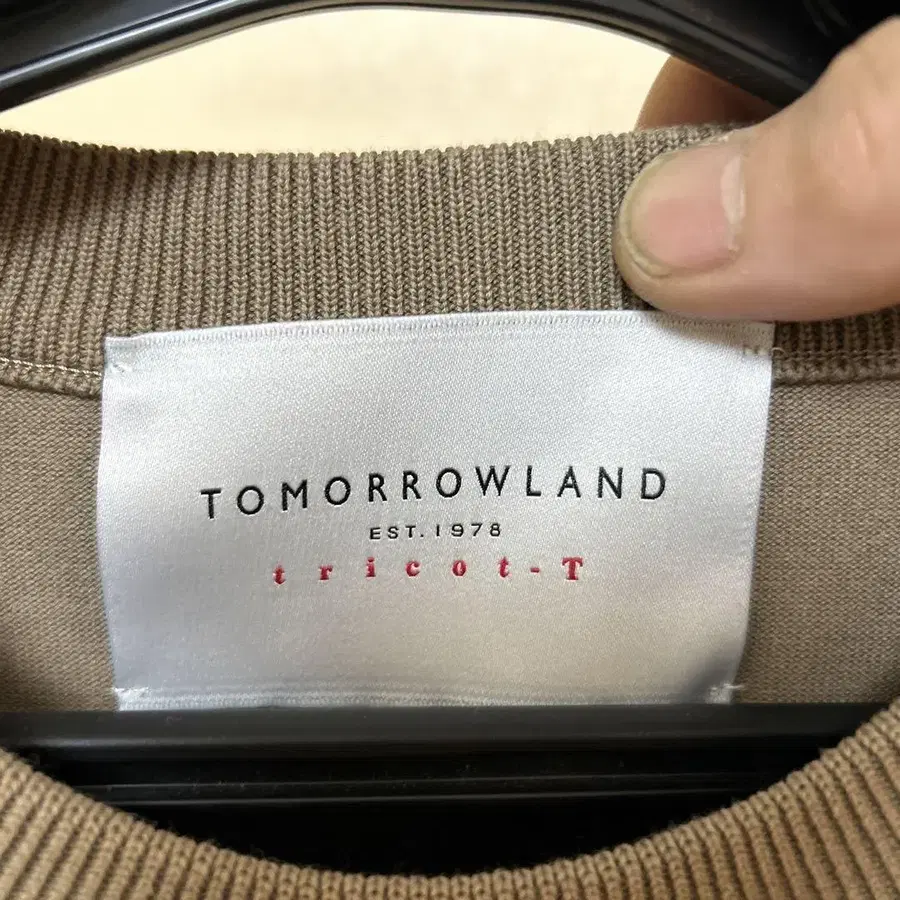 TOMORROWLAND
EST. 1978
tricot-T